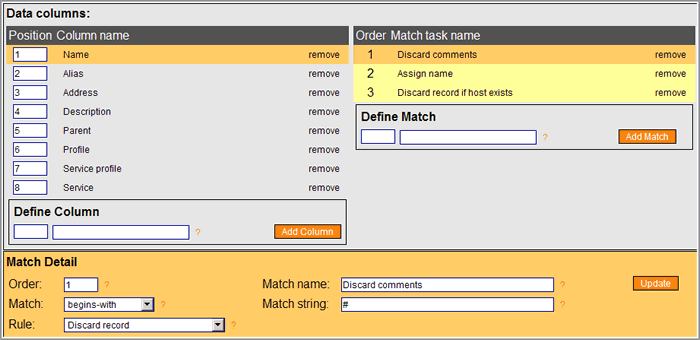 Data columns:
Position Column name
1 Name remove
2 Alias remove
3 Address remove
4 Description remove
5 Parent remove
6 Profile remove
7 Service profile remove
8 Service remove
Define Column
? Add Column
Order Match task name
1 Discard comments remove
2 Assign name remove
3 Discard record if host exists remove
Define Match
? Add Match
Match Detail
Order: 1 ? Match name: Discard comments ? Update
Match: begins-with ? Match string: # ?
Rule: Discard record ?